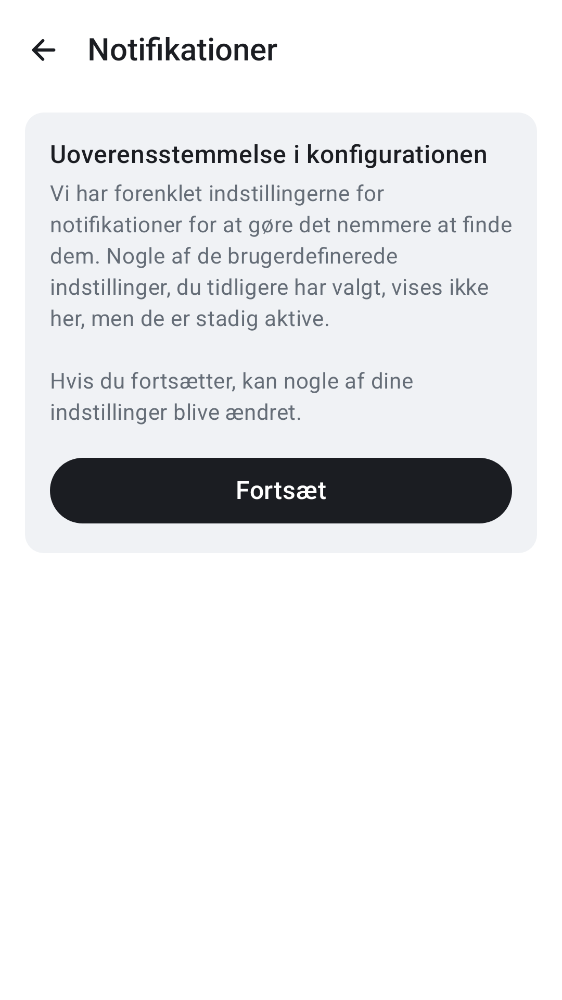 Notifikationer
Uoverensstemmelse i konfigurationen
Vi har forenklet indstillingerne for
notifikationer for at gøre det nemmere at finde
dem. Nogle af de brugerdefinerede
indstillinger, du tidligere har valgt, vises ikke
her, men de er stadig aktive.
Hvis du fortsætter, kan nogle af dine
indstillinger blive ændret.
Fortsæt